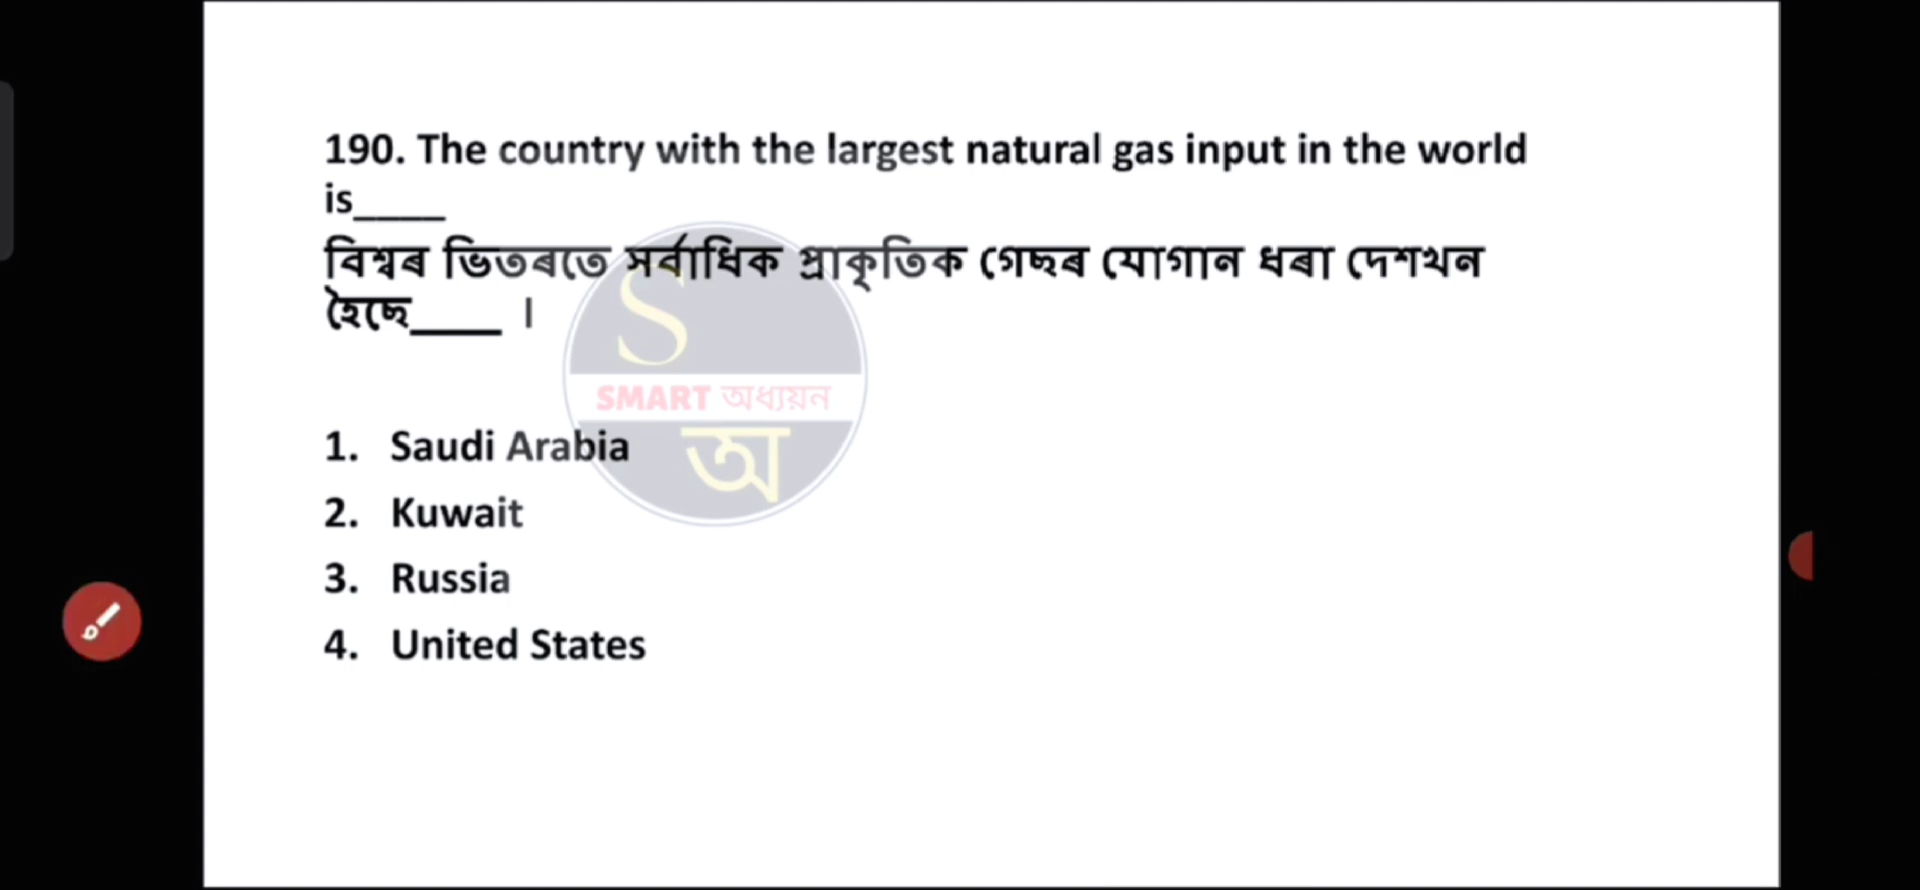 190. The country with the largest natural gas input in the world
is____
বিশ্বৰ ভিতৰতে সৰ্বাধিক প্ৰাকৃতিক গেছৰ যোগান ধৰা দেশখন
হৈছে____ ।
S
SMART অধ্যয়ন
অ
1. Saudi Arabia
2. Kuwait
3. Russia
4. United States